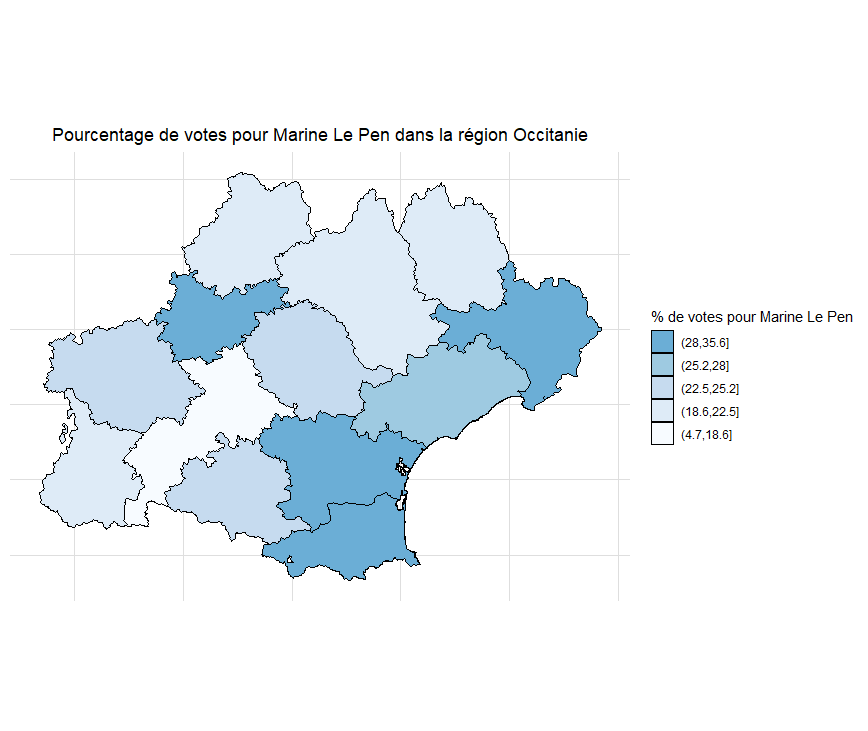 Pourcentage de votes pour Marine Le Pen dans la région Occitanie
% de votes pour Marine Le Pen
(28,35.6]
(25.2,28]
(22.5,25.2]
(18.6,22.5]
(4.7,18.6]